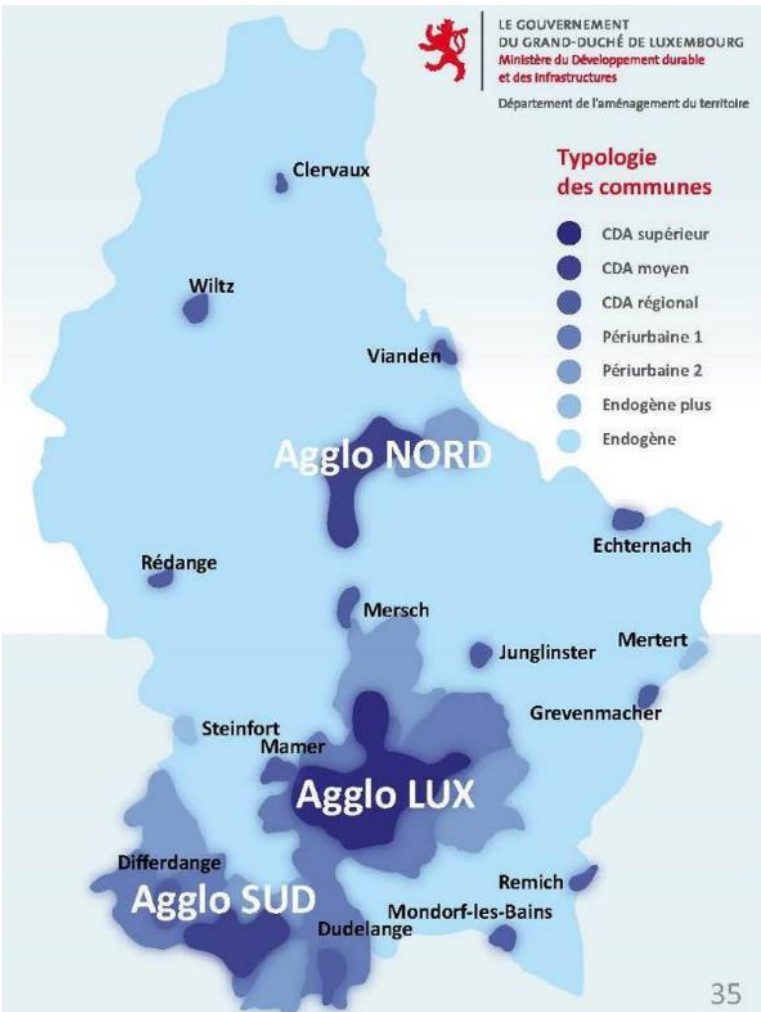 LE GOUVERNEMENT
DU GRAND-DUCHÉ DE LUXEMBOURG
Ministère du Développement durable
et des Infrastructures
Département de l'aménagement du territoire
Typologie
des communes
CDA supérieur
CDA moyen
CDA régional
Périurbaine 1
Périurbaine 2
Endogène plus
Endogène
Clervaux
Wiltz
Vianden
Agglo NORD
Echternach
Rédange
Mersch
Junglinster
Mertert
Grevenmacher
Steinfort
Mamer
Agglo LUX
Differdange
Agglo SUD
Remich
Mondorf-les-Bains
Dudelange
35